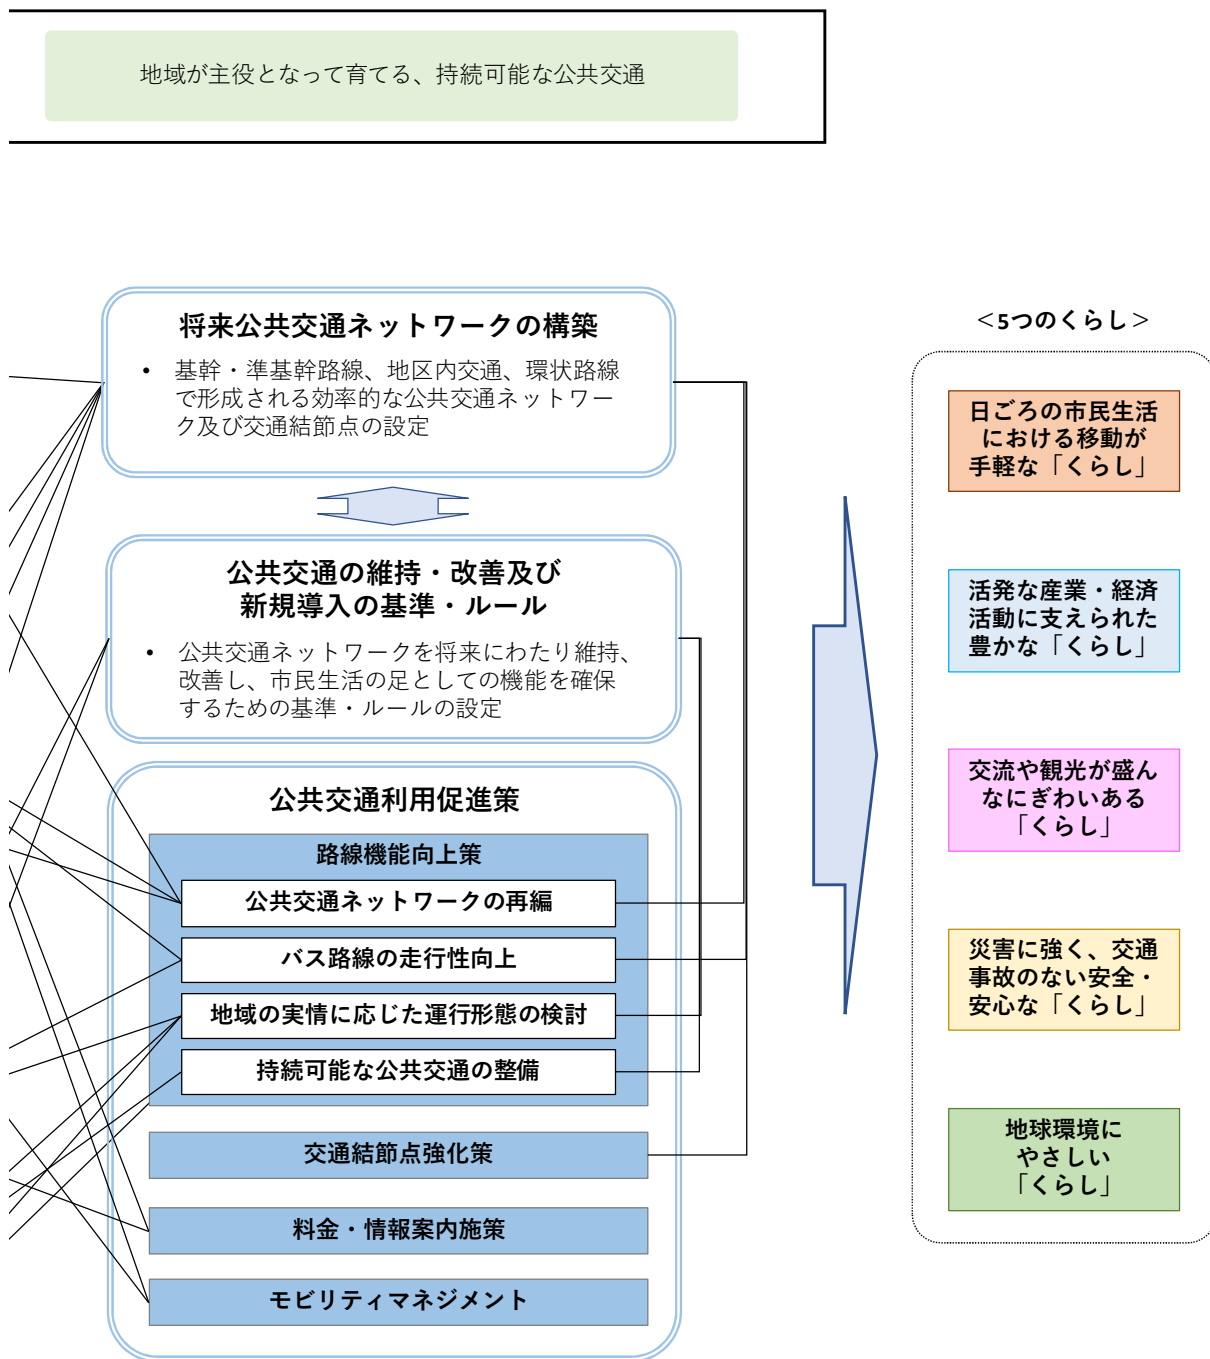 地域が主役となって育てる、持続可能な公共交通
将来公共交通ネットワークの構築
• 基幹・準基幹路線、地区内交通、環状路線
で形成される効率的な公共交通ネットワー
ク及び交通結節点の設定
公共交通の維持・改善及び
新規導入の基準・ルール
• 公共交通ネットワークを将来にわたり維持、
改善し、市民生活の足としての機能を確保
するための基準・ルールの設定
公共交通利用促進策
路線機能向上策
公共交通ネットワークの再編
バス路線の走行性向上
地域の実情に応じた運行形態の検討
持続可能な公共交通の整備
交通結節点強化策
料金・情報案内施策
モビリティマネジメント
＜5つのくらし＞
日ごろの市民生活
における移動が
手軽な「くらし」
活発な産業・経済
活動に支えられた
豊かな「くらし」
交流や観光が盛ん
なにぎわいある
「くらし」
災害に強く、交通
事故のない安全・
安心な「くらし」
地球環境に
やさしい
「くらし」